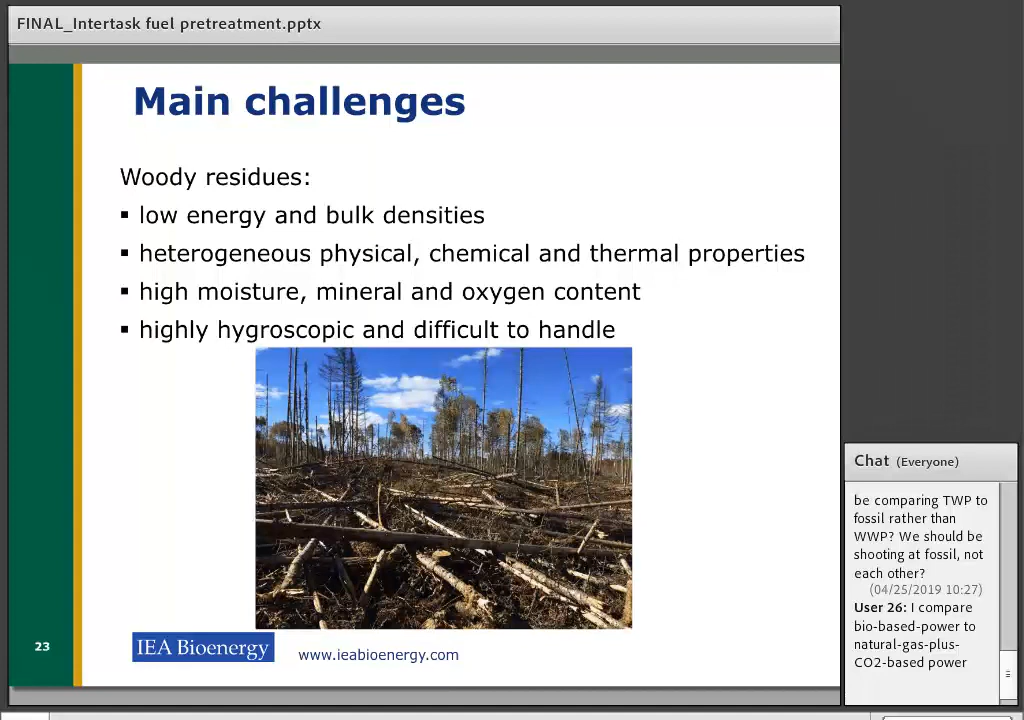 FINAL_Intertask fuel pretreatment.pptx
Main challenges
Woody residues:
▪ low energy and bulk densities
▪ heterogeneous physical, chemical and thermal properties
▪ high moisture, mineral and oxygen content
▪ highly hygroscopic and difficult to handle
23
IEA Bioenergy
www.ieabioenergy.com
Chat (Everyone)
be comparing TWP to
fossil rather than
WWP? We should be
shooting at fossil, not
each other?
(04/25/2019 10:27)
User 26: I compare
bio-based-power to
natural-gas-plus-
CO2-based power